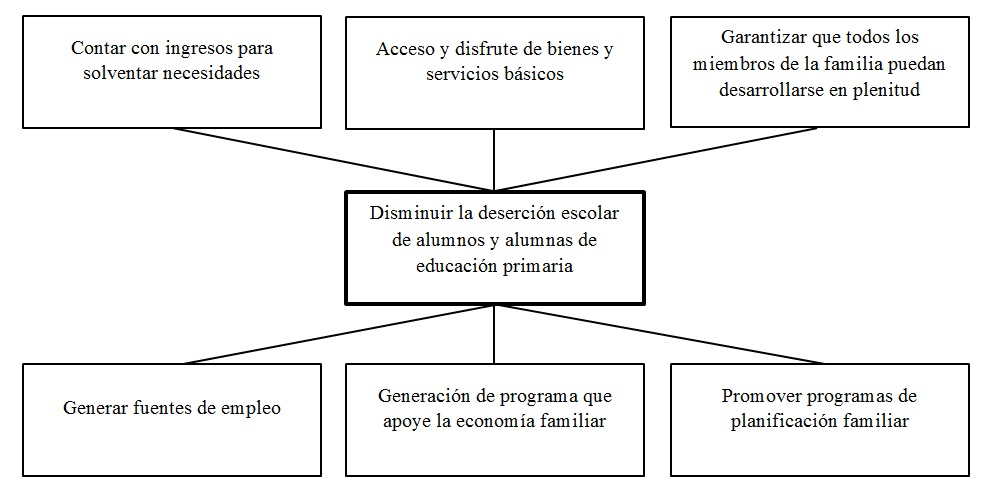 Contar con ingresos para
solventar necesidades
Acceso y disfrute de bienes y
servicios básicos
Garantizar que todos los
miembros de la familia puedan
desarrollarse en plenitud
Disminuir la deserción escolar
de alumnos y alumnas de
educación primaria
Generar fuentes de empleo
Generación de programa que
apoye la economía familiar
Promover programas de
planificación familiar